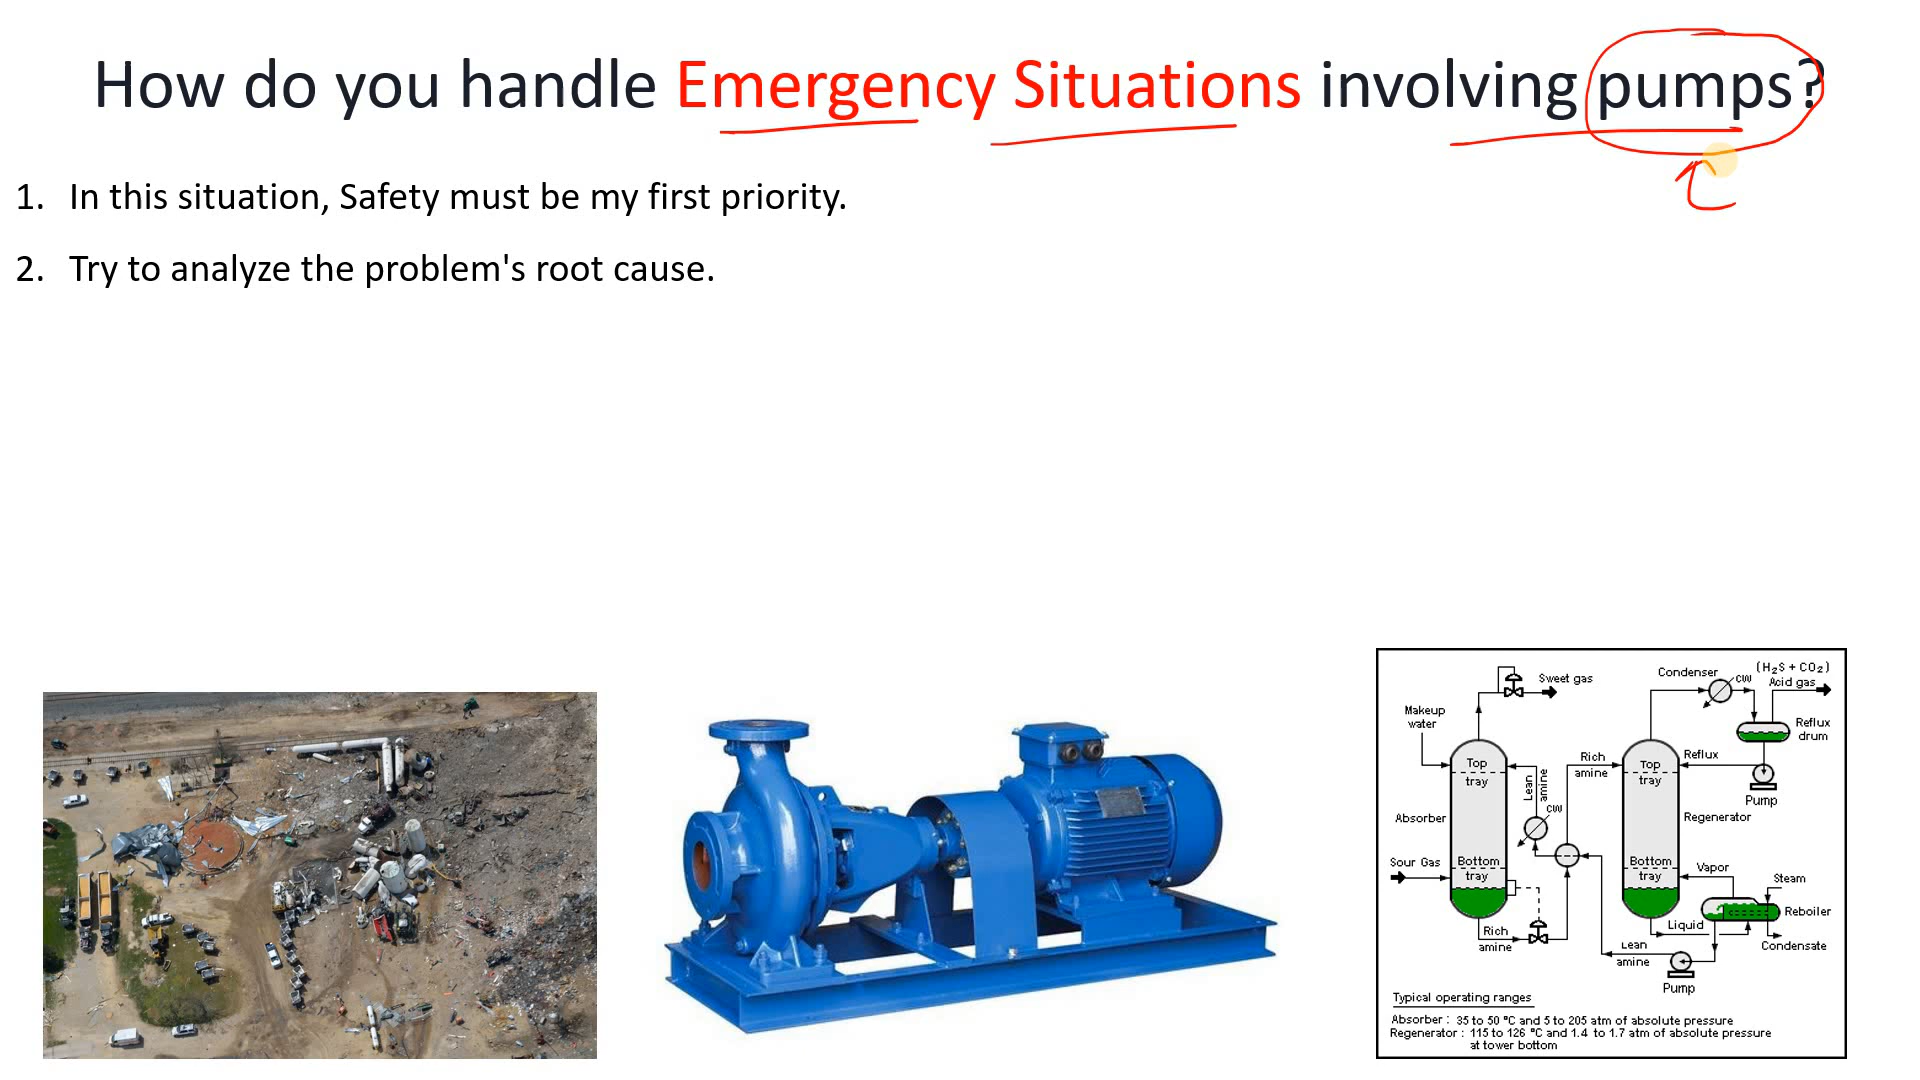 How do you handle Emergency Situations involving pumps?
1. In this situation, Safety must be my first priority.
2. Try to analyze the problem's root cause.
(H2S + CO2)
Condenser
CW
Acid gas
Sweet gas
Makeup
water
Reflux
drum
Rich
amine
Reflux
Top
tray
Lean
amine
Top
tray
Pump
CW
Absorber
Regenerator
Sour Gas
Bottom
tray
Bottom
tray
Vapor
Steam
Reboiler
Liquid
Rich
amine
Condensate
Lean
amine
Pump
Typical operating ranges
Absorber : 35 to 50 °C and 5 to 205 atm of absolute pressure
Regenerator : 115 to 126 °C and 1.4 to 1.7 atm of absolute pressure
at tower bottom